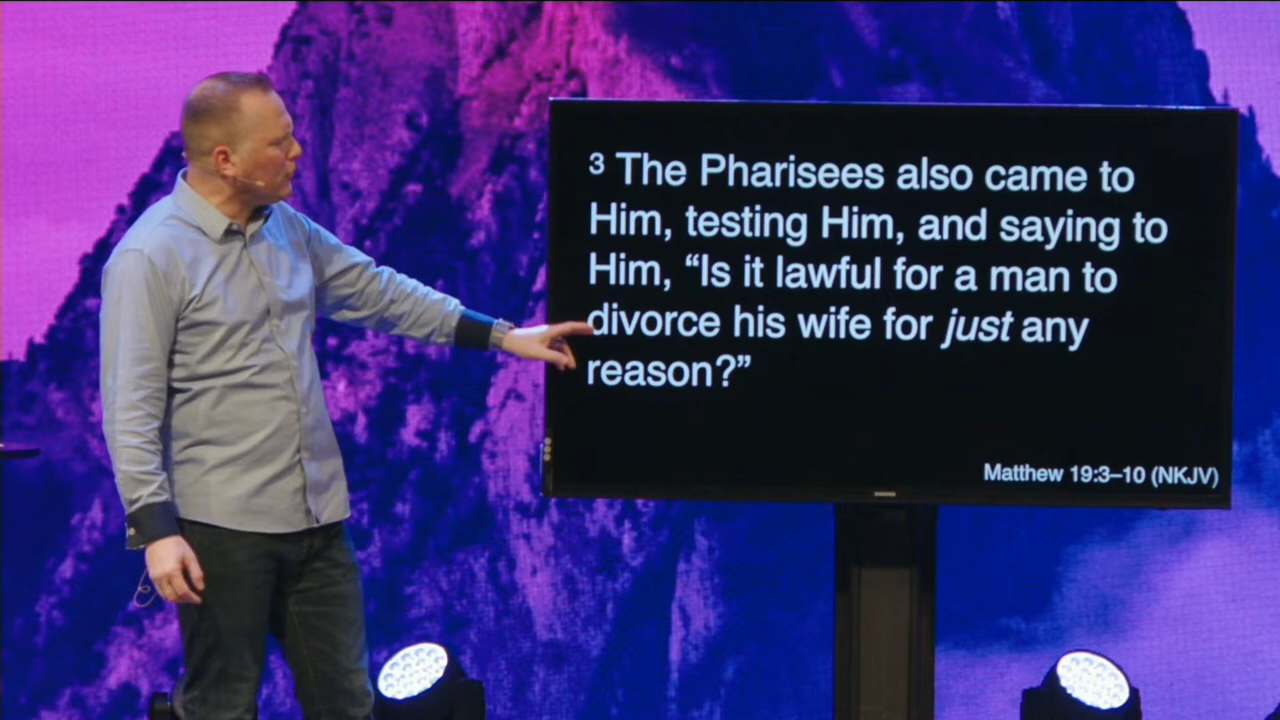 3 The Pharisees also came to
Him, testing Him, and saying to
Him, “Is it lawful for a man to
divorce his wife for just any
reason?”
Matthew 19:3–10 (NKJV)